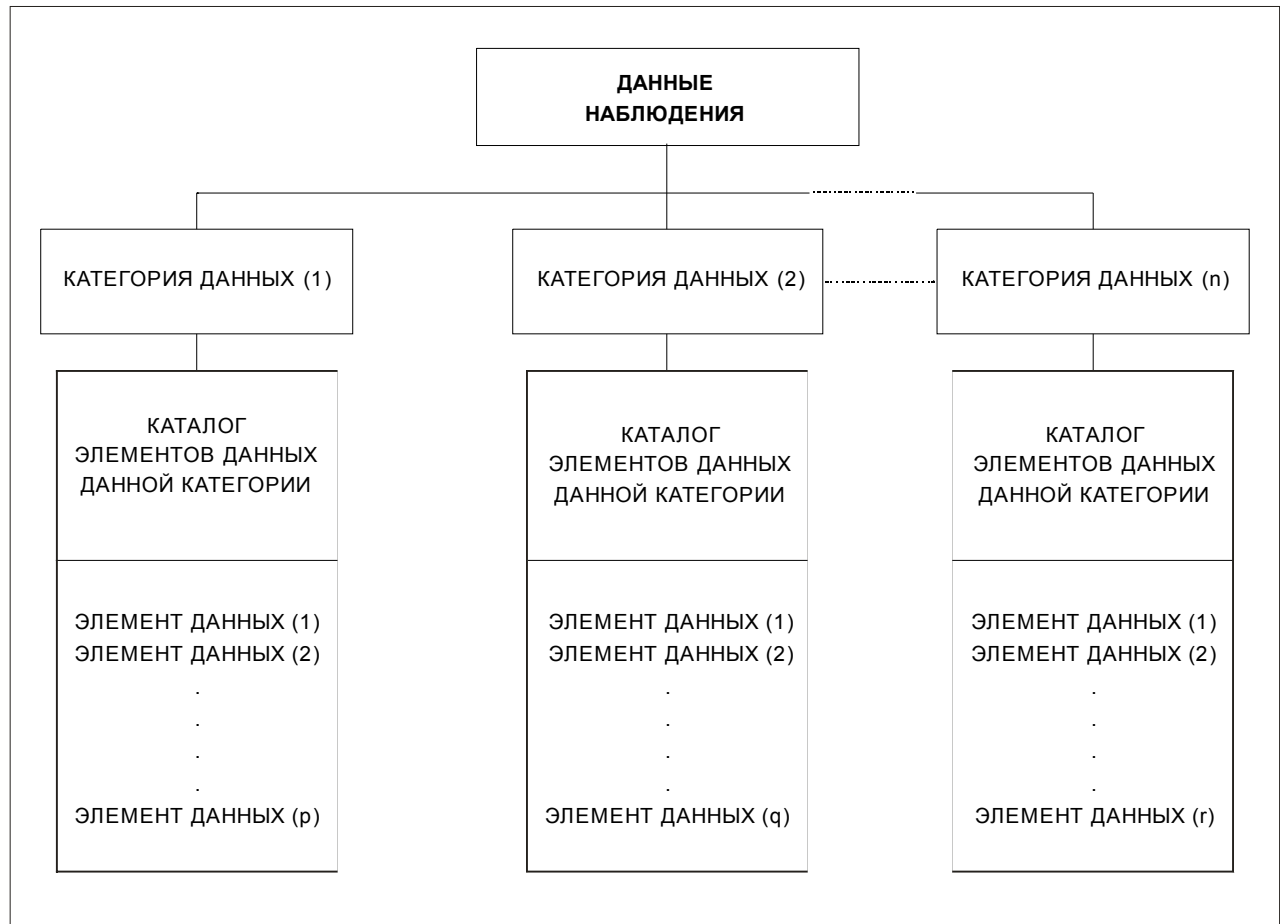 ДАННЫЕ
НАБЛЮДЕНИЯ
КАТЕГОРИЯ ДАННЫХ (1)
КАТЕГОРИЯ ДАННЫХ (2)
КАТЕГОРИЯ ДАННЫХ (n)
КАТАЛОГ
ЭЛЕМЕНТОВ ДАННЫХ
ДАННОЙ КАТЕГОРИИ
ЭЛЕМЕНТ ДАННЫХ (1)
ЭЛЕМЕНТ ДАННЫХ (2)
.
.
.
.
ЭЛЕМЕНТ ДАННЫХ (p)
КАТАЛОГ
ЭЛЕМЕНТОВ ДАННЫХ
ДАННОЙ КАТЕГОРИИ
ЭЛЕМЕНТ ДАННЫХ (1)
ЭЛЕМЕНТ ДАННЫХ (2)
.
.
.
.
ЭЛЕМЕНТ ДАННЫХ (q)
КАТАЛОГ
ЭЛЕМЕНТОВ ДАННЫХ
ДАННОЙ КАТЕГОРИИ
ЭЛЕМЕНТ ДАННЫХ (1)
ЭЛЕМЕНТ ДАННЫХ (2)
.
.
.
.
ЭЛЕМЕНТ ДАННЫХ (r)